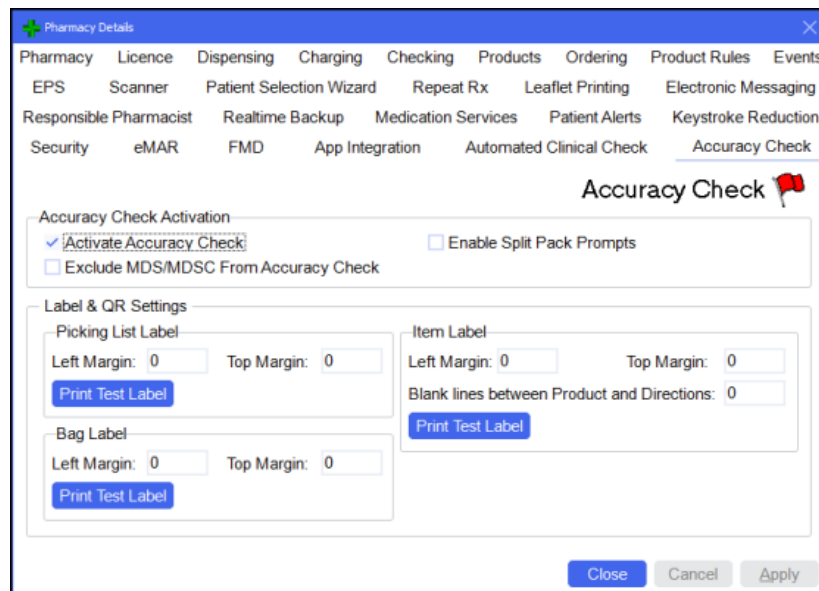 Pharmacy Details
Pharmacy Licence Dispensing Charging Checking Products Ordering Product Rules Events
EPS Scanner Patient Selection Wizard Repeat Rx Leaflet Printing Electronic Messaging
Responsible Pharmacist Realtime Backup Medication Services Patient Alerts Keystroke Reduction
Security eMAR FMD App Integration Automated Clinical Check Accuracy Check
Accuracy Check
Accuracy Check Activation
Activate Accuracy Check Enable Split Pack Prompts
Exclude MDS/MDSC From Accuracy Check
Label & QR Settings
Picking List Label
Left Margin: 0 Top Margin: 0
Print Test Label
Item Label
Left Margin: 0 Top Margin: 0
Blank lines between Product and Directions: 0
Print Test Label
Bag Label
Left Margin: 0 Top Margin: 0
Print Test Label
Close Cancel Apply